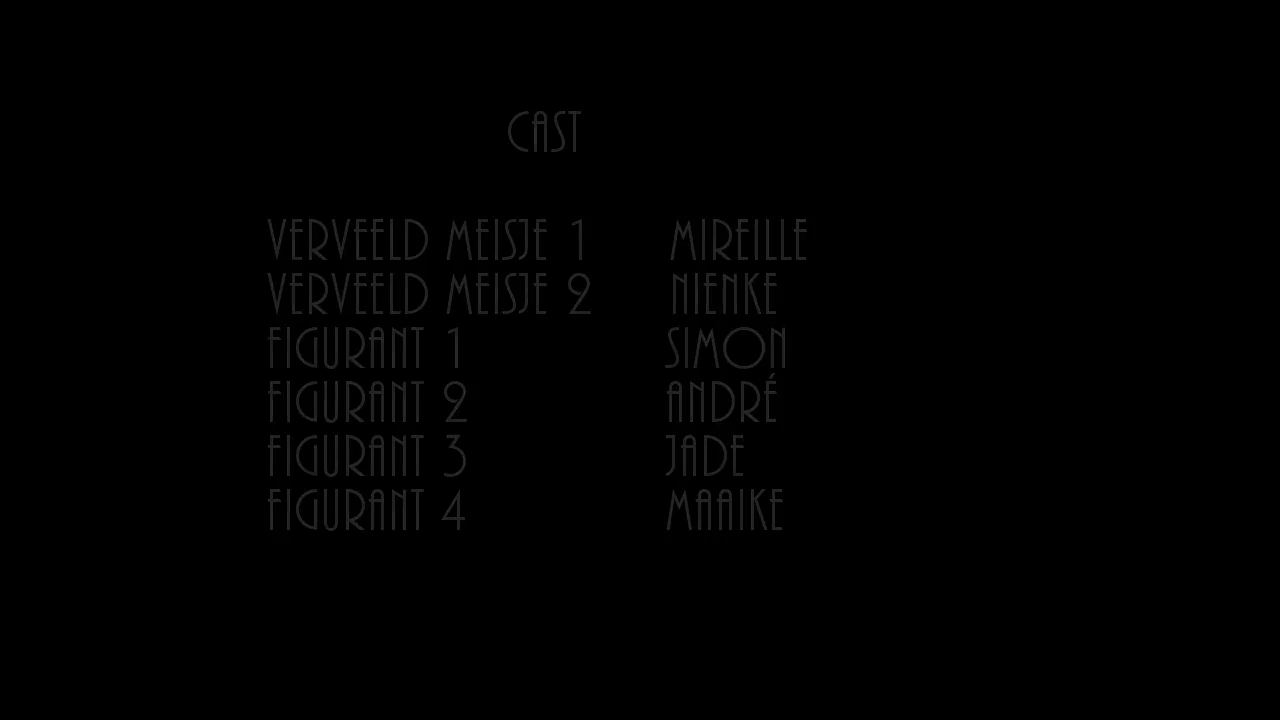 CAST
VERVEELD MEISJE 1 MIREILLE
VERVEELD MEISJE 2 NIENKE
FIGURANT 1 SIMON
FIGURANT 2 ANDRÉ
FIGURANT 3 JADE
FIGURANT 4 MAAIKE